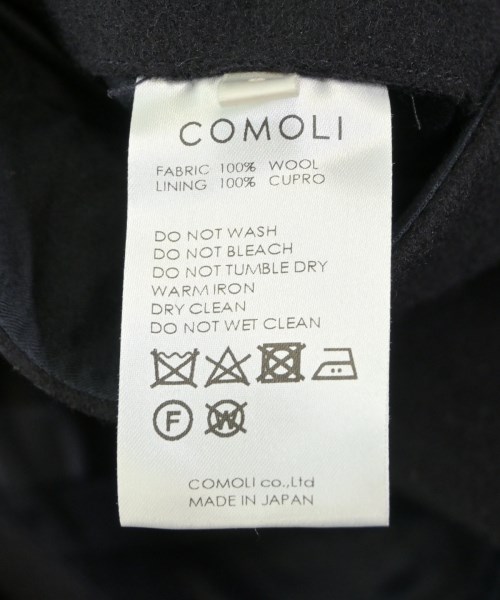 COMOLI
FABRIC 100% WOOL
LINING 100% CUPRO
DO NOT WASH
DO NOT BLEACH
DO NOT TUMBLE DRY
WARM IRON
DRY CLEAN
DO NOT WET CLEAN
F W
COMOLI co.,Ltd
MADE IN JAPAN